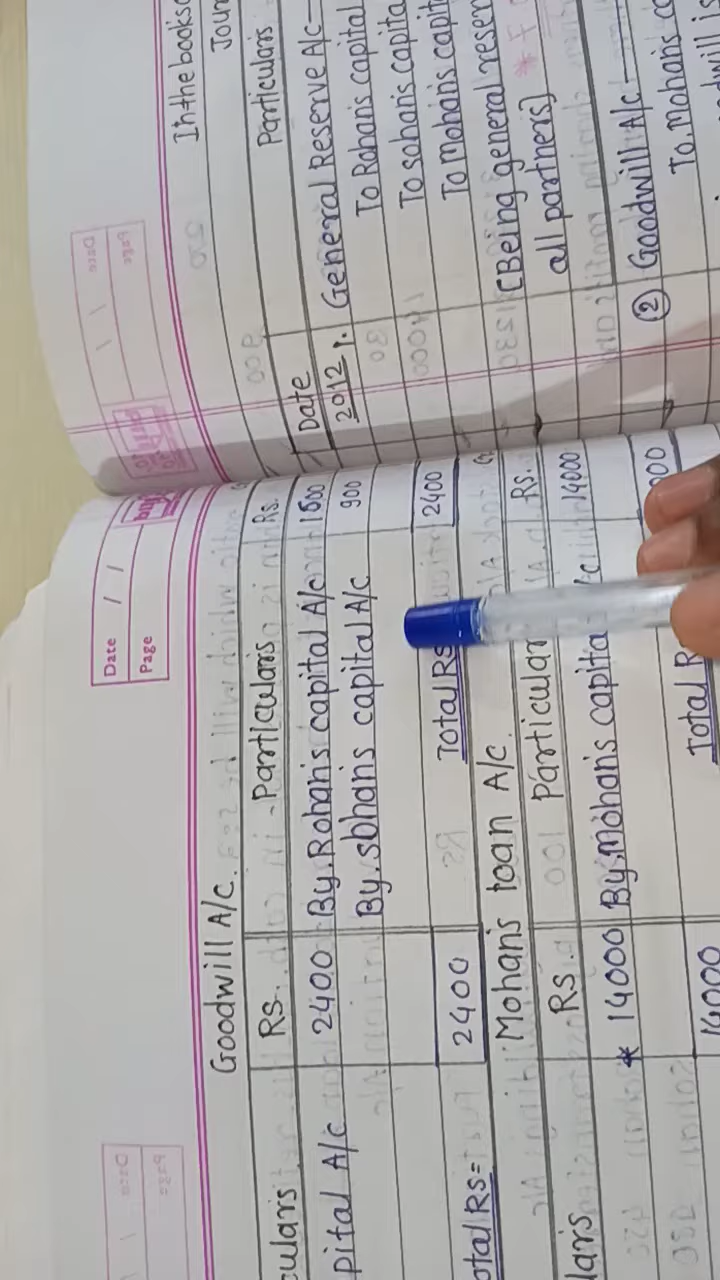 Date / /
Page
Goodwill A/c.
culars Rs. Particulars Rs.
pital A/c 2400 By. Rohan's capital A/c 1500
By. sohan's capital A/c 900
otal RS= 2400 Total RS 2400
Mohan's loan A/c.
lars Rs. Particular Rs.
* 14000 By. Mohan's capita 14000
14000 Total R 000
In the books
Jour
Date Particulars
2012 1. General Reserve A/c
To Rohan's capital
To sohan's capita
To Mohan's capit
(Being general reser
all partners)
② Goodwill A/c
To. Mohan's ca